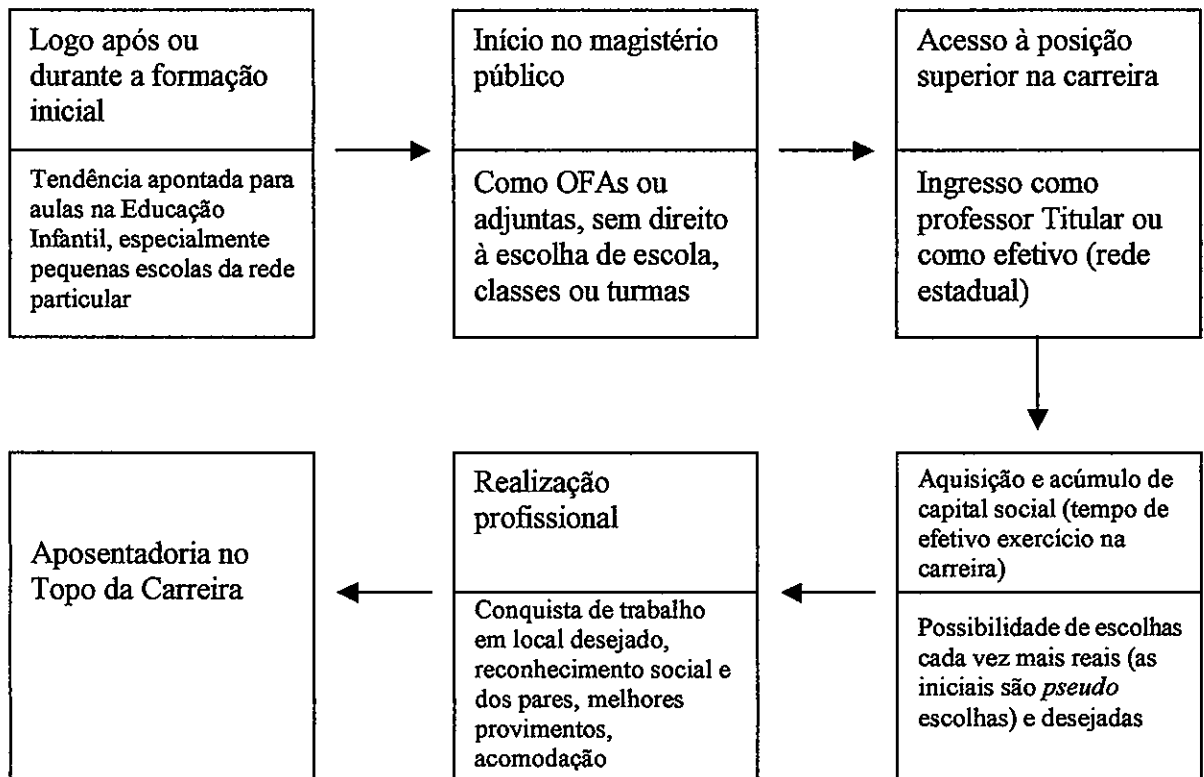 Logo após ou
durante a formação
inicial
Tendência apontada para
aulas na Educação
Infantil, especialmente
pequenas escolas da rede
particular
Início no magistério
público
Como OFAs ou
adjuntas, sem direito
à escolha de escola,
classes ou turmas
Acesso à posição
superior na carreira
Ingresso como
professor Titular ou
como efetivo (rede
estadual)
Aquisição e acúmulo de
capital social (tempo de
efetivo exercício na
carreira)
Possibilidade de escolhas
cada vez mais reais (as
iniciais são pseudo
escolhas) e desejadas
Realização
profissional
Conquista de trabalho
em local desejado,
reconhecimento social e
dos pares, melhores
provimentos,
acomodação
Aposentadoria no
Topo da Carreira